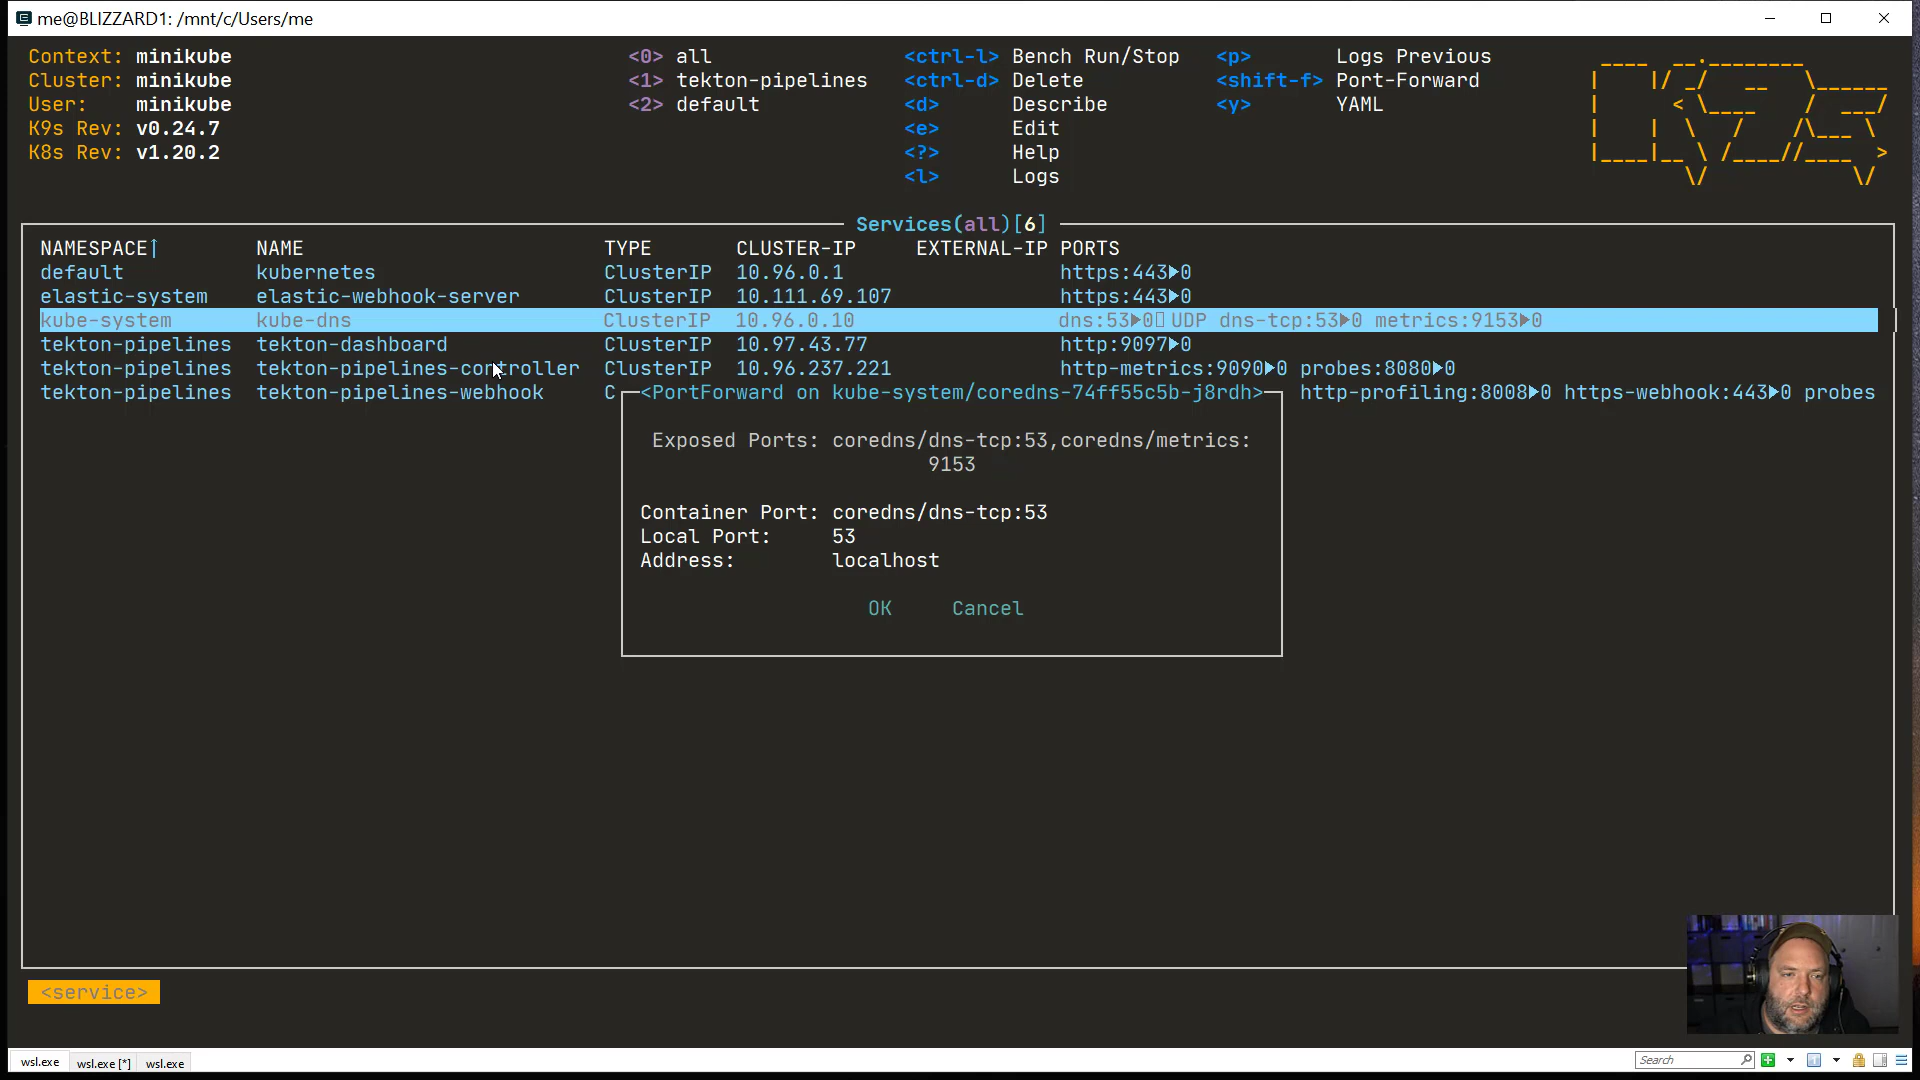 me@BLIZZARD1: /mnt/c/Users/me
Context: minikube <0> all <ctrl-l> Bench Run/Stop <p> Logs Previous
Cluster: minikube <1> tekton-pipelines <ctrl-d> Delete <shift-f> Port-Forward
User: minikube <2> default <d> Describe <y> YAML
K9s Rev: v0.24.7 <e> Edit
K8s Rev: v1.20.2 <?> Help
<l> Logs
Services(all)[6]
NAMESPACE↑ NAME TYPE CLUSTER-IP EXTERNAL-IP PORTS
default kubernetes ClusterIP 10.96.0.1 https:443►0
elastic-system elastic-webhook-server ClusterIP 10.111.69.107 https:443►0
kube-system kube-dns ClusterIP 10.96.0.10 dns:53►0▯UDP dns-tcp:53►0 metrics:9153►0
tekton-pipelines tekton-dashboard ClusterIP 10.97.43.77 http:9097►0
tekton-pipelines tekton-pipelines-controller ClusterIP 10.96.237.221 http-metrics:9090►0 probes:8080►0
tekton-pipelines tekton-pipelines-webhook C <PortForward on kube-system/coredns-74ff55c5b-j8rdh> http-profiling:8008►0 https-webhook:443►0 probes
Exposed Ports: coredns/dns-tcp:53,coredns/metrics:
9153
Container Port: coredns/dns-tcp:53
Local Port: 53
Address: localhost
OK Cancel
<service>
wsl.exe wsl.exe [*] wsl.exe Search